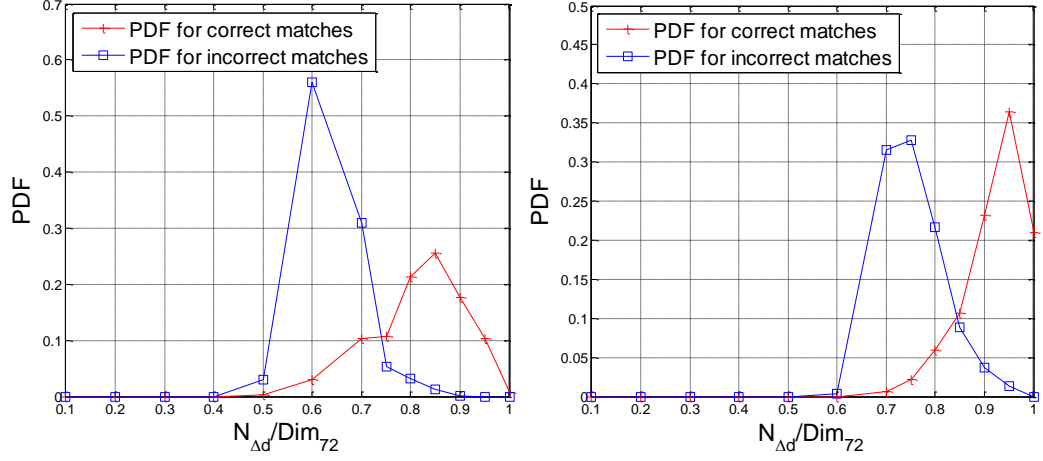 PDF for correct matches
PDF for incorrect matches
0.7
0.6
0.5
0.4
0.3
0.2
0.1
0
PDF
0.1 0.2 0.3 0.4 0.5 0.6 0.7 0.8 0.9 1
N_Δd/Dim_72
PDF for correct matches
PDF for incorrect matches
0.5
0.45
0.4
0.35
0.3
0.25
0.2
0.15
0.1
0.05
0
PDF
0.1 0.2 0.3 0.4 0.5 0.6 0.7 0.8 0.9 1
N_Δd/Dim_72